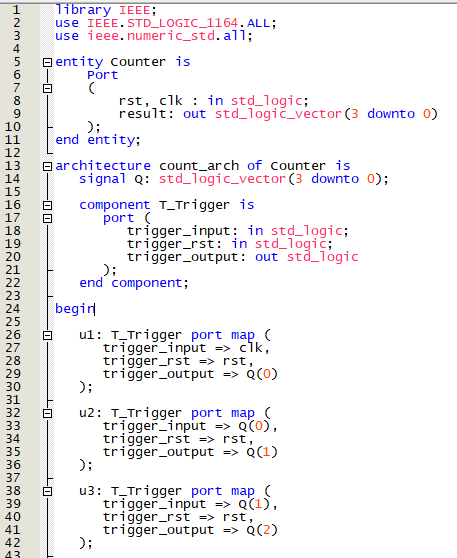 1 library IEEE;
2 use IEEE.STD_LOGIC_1164.ALL;
3 use ieee.numeric_std.all;
4
5 entity Counter is
6 Port
7 (
8 rst, clk : in std_logic;
9 result: out std_logic_vector(3 downto 0)
10 );
11 end entity;
12
13 architecture count_arch of Counter is
14 signal Q: std_logic_vector(3 downto 0);
15
16 component T_Trigger is
17 port (
18 trigger_input: in std_logic;
19 trigger_rst: in std_logic;
20 trigger_output: out std_logic
21 );
22 end component;
23
24 begin
25
26 u1: T_Trigger port map (
27 trigger_input => clk,
28 trigger_rst => rst,
29 trigger_output => Q(0)
30 );
31
32 u2: T_Trigger port map (
33 trigger_input => Q(0),
34 trigger_rst => rst,
35 trigger_output => Q(1)
36 );
37
38 u3: T_Trigger port map (
39 trigger_input => Q(1),
40 trigger_rst => rst,
41 trigger_output => Q(2)
42 );
43